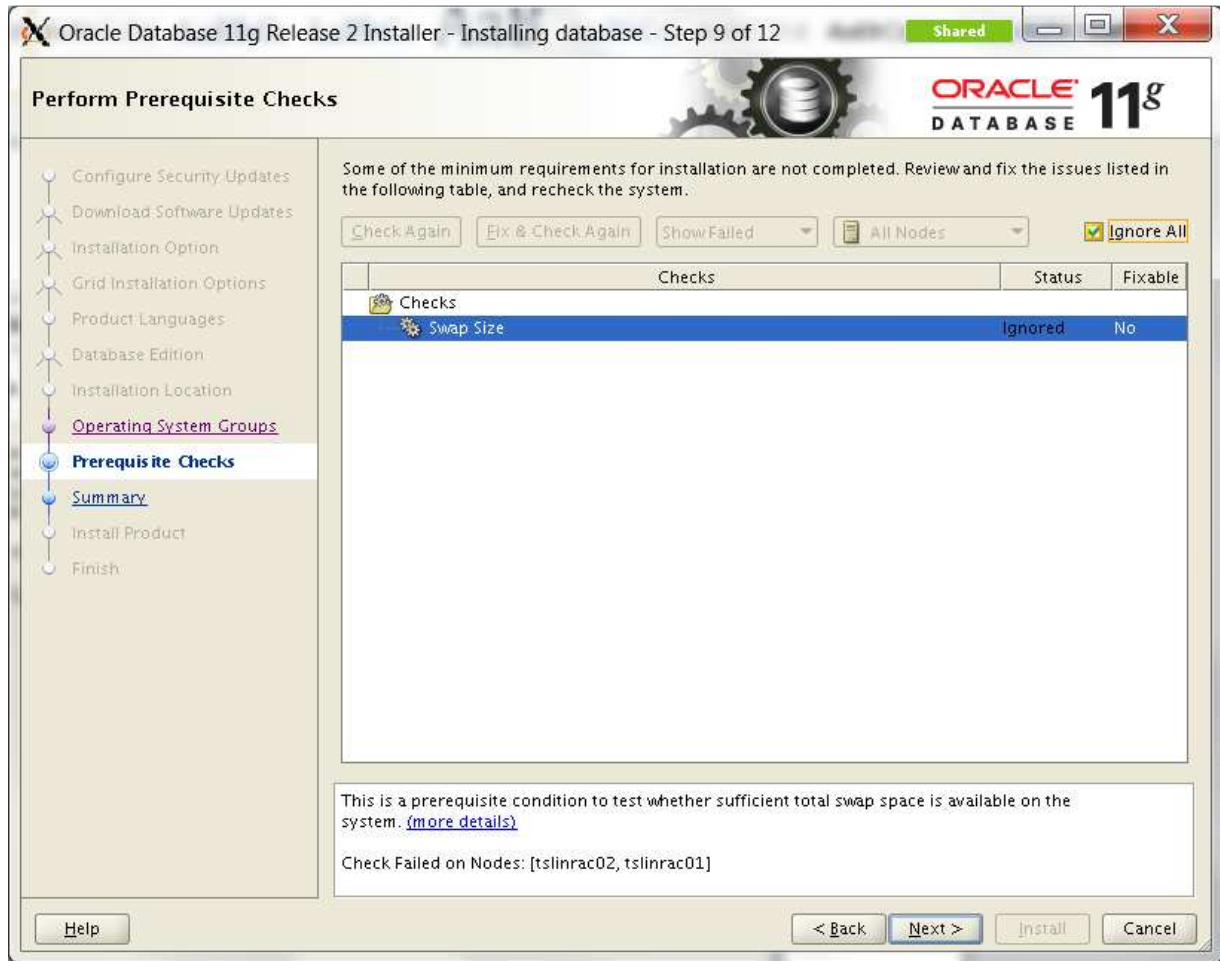 Oracle Database 11g Release 2 Installer - Installing database - Step 9 of 12
Shared
Perform Prerequisite Checks
ORACLE
DATABASE
11g
Configure Security Updates
Download Software Updates
Installation Option
Grid Installation Options
Product Languages
Database Edition
Installation Location
Operating System Groups
Prerequisite Checks
Summary
Install Product
Finish
Some of the minimum requirements for installation are not completed. Review and fix the issues listed in
the following table, and recheck the system.
Check Again
Fix & Check Again
Show Failed
All Nodes
Ignore All
Checks Status Fixable
Checks
Swap Size Ignored No
This is a prerequisite condition to test whether sufficient total swap space is available on the
system. (more details)
Check Failed on Nodes: [tslinrac02, tslinrac01]
Help
< Back
Next >
Install
Cancel